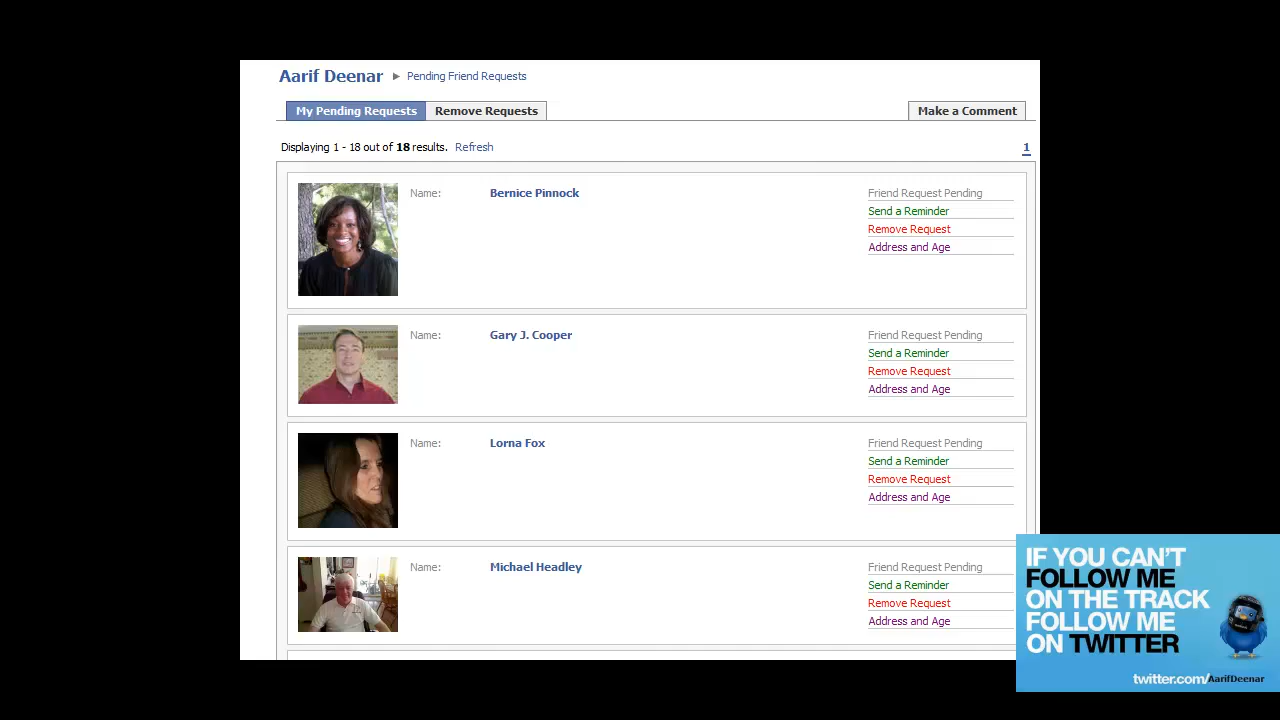 Aarif Deenar ► Pending Friend Requests
My Pending Requests Remove Requests Make a Comment
Displaying 1 - 18 out of 18 results. Refresh 1
Name: Bernice Pinnock Friend Request Pending
Send a Reminder
Remove Request
Address and Age
Name: Gary J. Cooper Friend Request Pending
Send a Reminder
Remove Request
Address and Age
Name: Lorna Fox Friend Request Pending
Send a Reminder
Remove Request
Address and Age
Name: Michael Headley Friend Request Pending
Send a Reminder
Remove Request
Address and Age
IF YOU CAN'T
FOLLOW ME
ON THE TRACK
FOLLOW ME
ON TWITTER
twitter.com/AarifDeenar